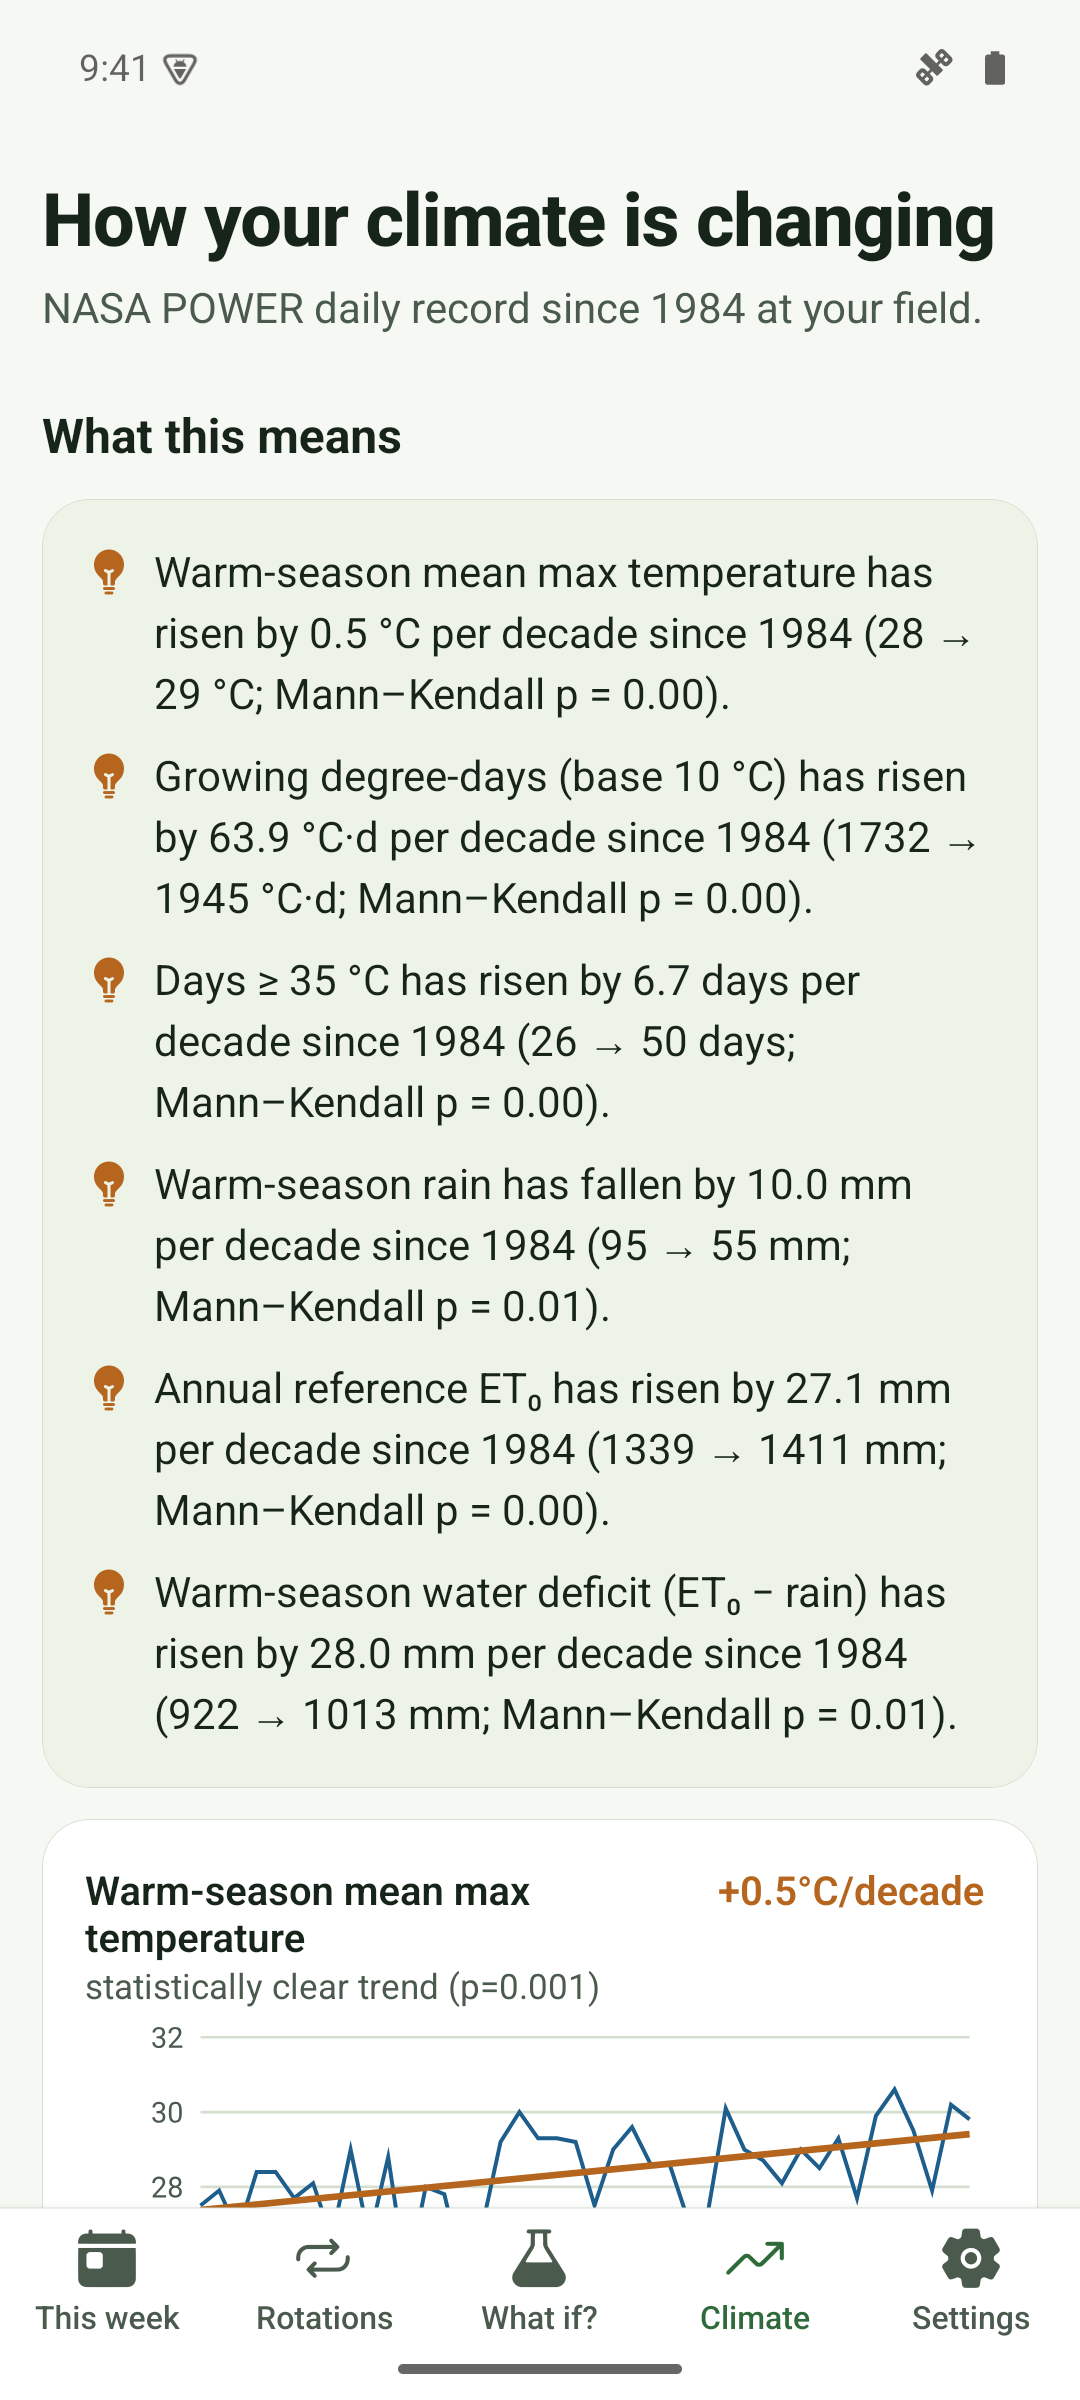 9:41
How your climate is changing
NASA POWER daily record since 1984 at your field.
What this means
Warm-season mean max temperature has
risen by 0.5 °C per decade since 1984 (28 →
29 °C; Mann–Kendall p = 0.00).
Growing degree-days (base 10 °C) has risen
by 63.9 °C·d per decade since 1984 (1732 →
1945 °C·d; Mann–Kendall p = 0.00).
Days ≥ 35 °C has risen by 6.7 days per
decade since 1984 (26 → 50 days;
Mann–Kendall p = 0.00).
Warm-season rain has fallen by 10.0 mm
per decade since 1984 (95 → 55 mm;
Mann–Kendall p = 0.01).
Annual reference ET₀ has risen by 27.1 mm
per decade since 1984 (1339 → 1411 mm;
Mann–Kendall p = 0.00).
Warm-season water deficit (ET₀ − rain) has
risen by 28.0 mm per decade since 1984
(922 → 1013 mm; Mann–Kendall p = 0.01).
Warm-season mean max
temperature
+0.5°C/decade
statistically clear trend (p=0.001)
32
30
28
This week
Rotations
What if?
Climate
Settings